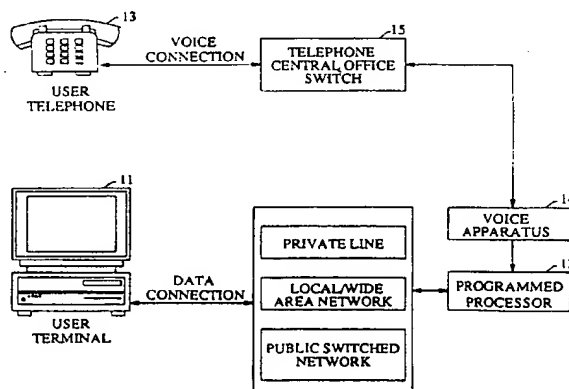 13
15
VOICE
CONNECTION
TELEPHONE
CENTRAL OFFICE
SWITCH
USER
TELEPHONE
11
14
VOICE
APPARATUS
PRIVATE LINE
PROGRAMMED
PROCESSOR
DATA
CONNECTION
LOCAL/WIDE
AREA NETWORK
USER
TERMINAL
PUBLIC SWITCHED
NETWORK